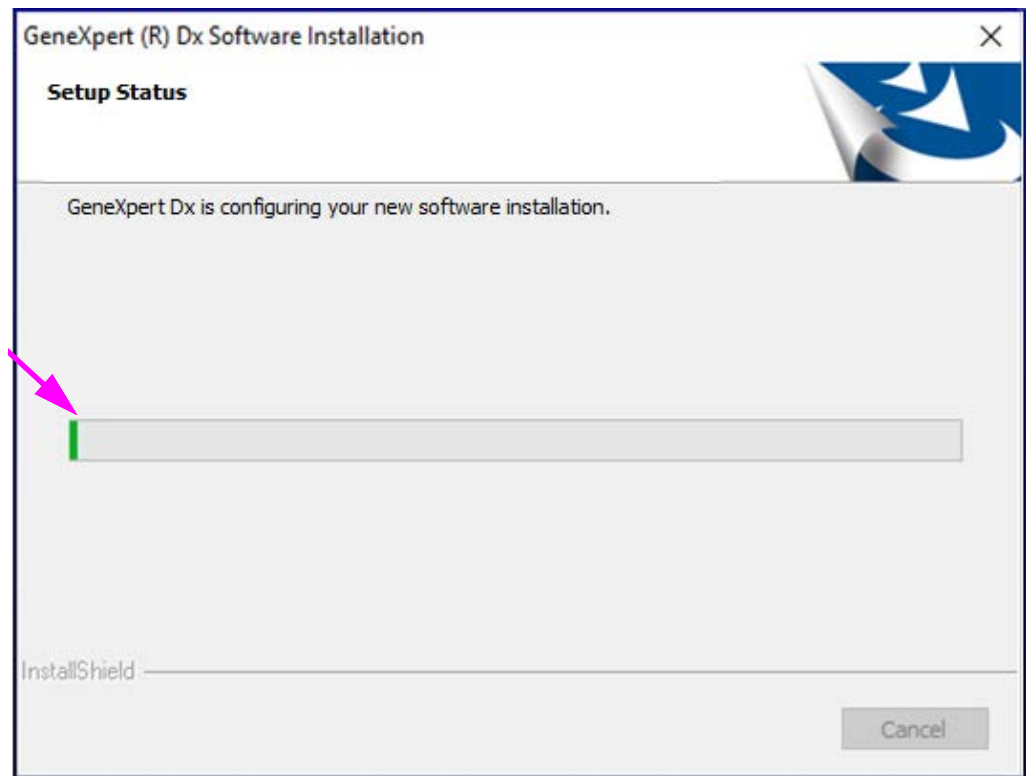 GeneXpert (R) Dx Software Installation
Setup Status
GeneXpert Dx is configuring your new software installation.
InstallShield
Cancel